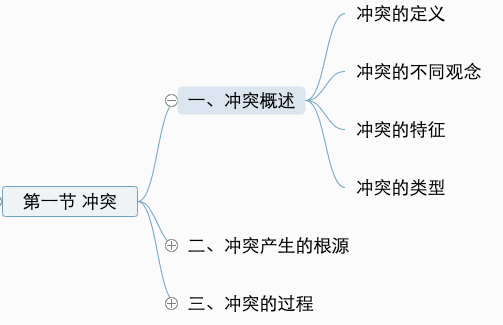 冲突的定义
冲突的不同观念
一、冲突概述
冲突的特征
冲突的类型
第一节 冲突
二、冲突产生的根源
三、冲突的过程